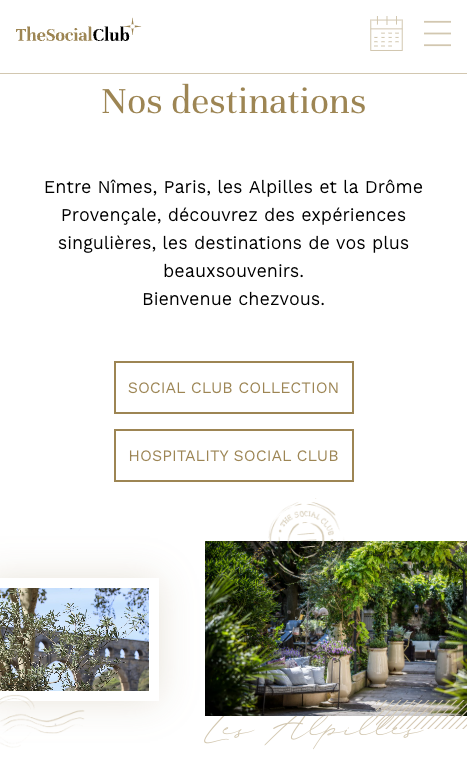 TheSocialClub
Nos destinations
Entre Nîmes, Paris, les Alpilles et la Drôme
Provençale, découvrez des expériences
singulières, les destinations de vos plus
beauxsouvenirs.
Bienvenue chezvous.
SOCIAL CLUB COLLECTION
HOSPITALITY SOCIAL CLUB
THE SOCIAL CLUB
Les Alpilles